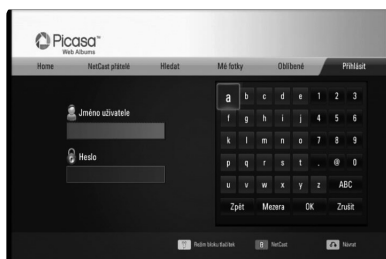 Picasa™
Web Albums
Home NetCast přátelé Hledat Mé fotky Oblíbené Přihlásit
Jméno uživatele
Heslo
a b c d e 1 2 3
f g h i j 4 5 6
k l m n o 7 8 9
p q r s t . @ 0
u v w x y z ABC
Zpět Mezera OK Zrušit
Režim bloku tlačítek NetCast Návrat